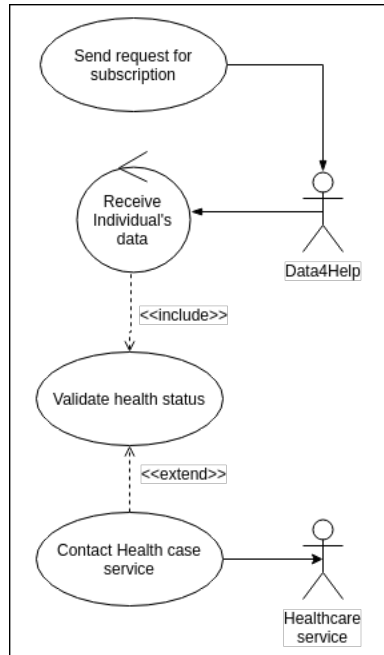 Send request for
subscription
Receive
Individual's
data
Data4Help
<<include>>
Validate health status
<<extend>>
Contact Health case
service
Healthcare
service